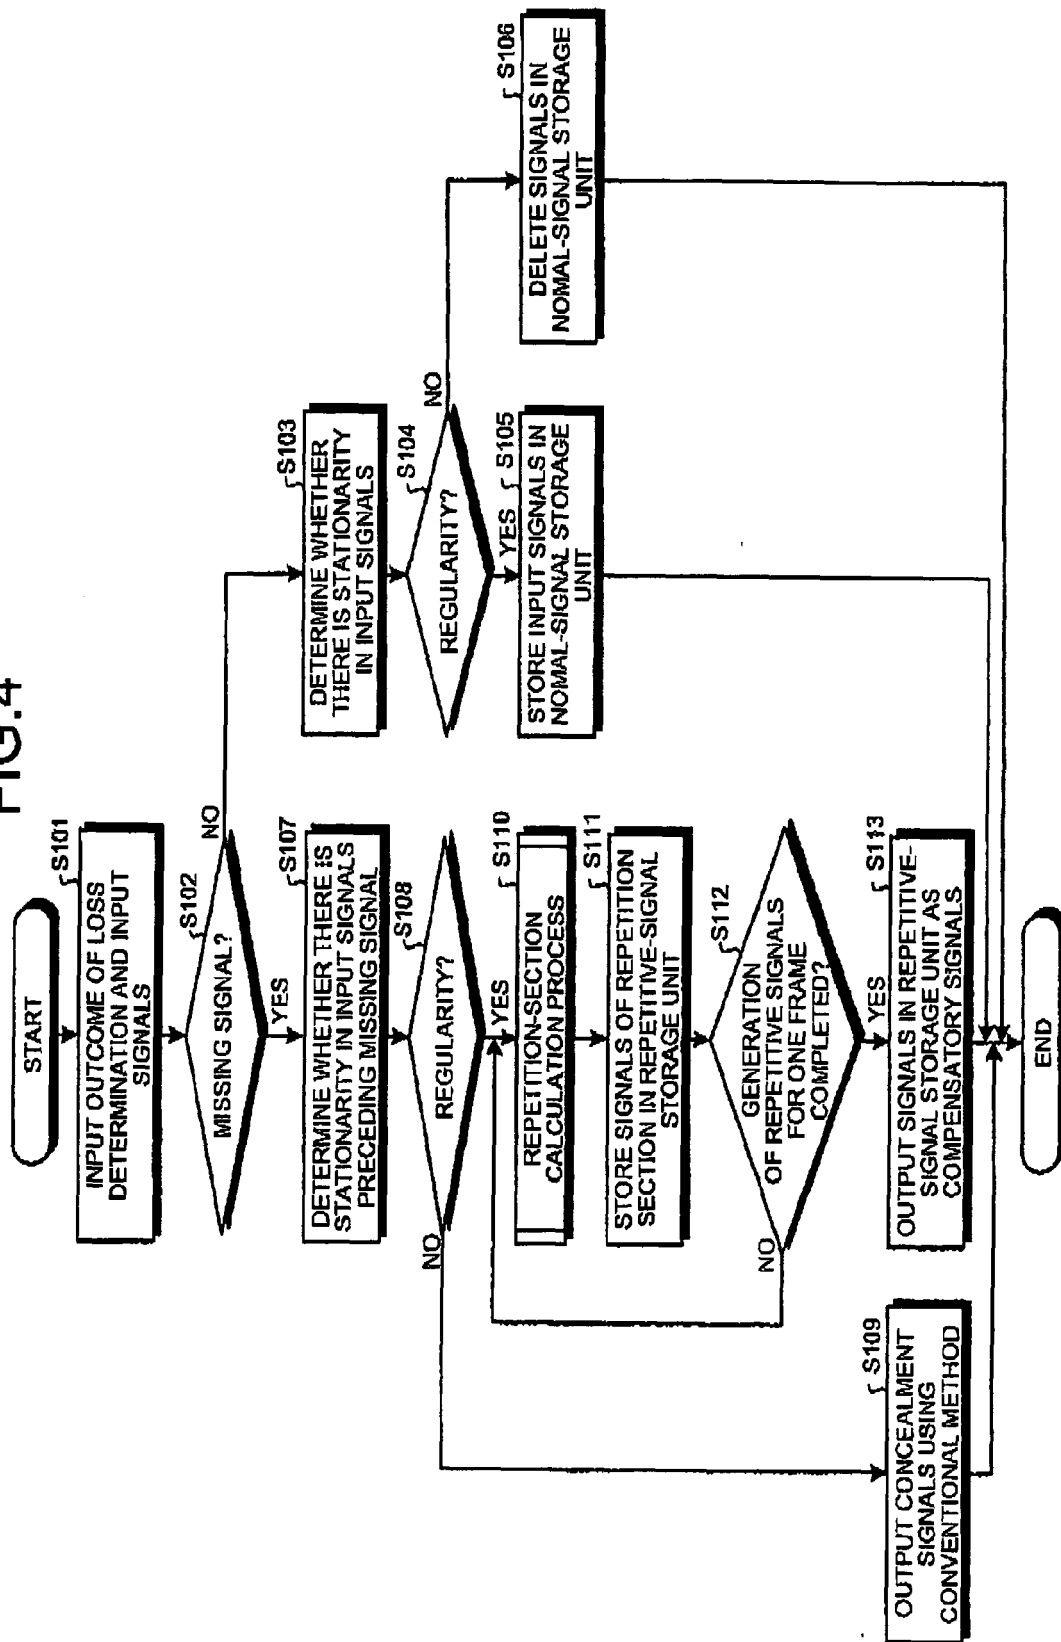 FIG.4
START
S101
INPUT OUTCOME OF LOSS
DETERMINATION AND INPUT
SIGNALS
S102
MISSING SIGNAL?
NO
YES
S103
DETERMINE WHETHER
THERE IS STATIONARITY
IN INPUT SIGNALS
S104
REGULARITY?
NO
YES
S105
STORE INPUT SIGNALS IN
NOMAL-SIGNAL STORAGE
UNIT
S106
DELETE SIGNALS IN
NOMAL-SIGNAL STORAGE
UNIT
S107
DETERMINE WHETHER THERE IS
STATIONARITY IN INPUT SIGNALS
PRECEDING MISSING SIGNAL
S108
REGULARITY?
NO
YES
S110
REPETITION-SECTION
CALCULATION PROCESS
S111
STORE SIGNALS OF REPETITION
SECTION IN REPETITIVE-SIGNAL
STORAGE UNIT
S112
GENERATION
OF REPETITIVE SIGNALS
FOR ONE FRAME
COMPLETED?
NO
YES
S109
OUTPUT CONCEALMENT
SIGNALS USING
CONVENTIONAL METHOD
S113
OUTPUT SIGNALS IN REPETITIVE-
SIGNAL STORAGE UNIT AS
COMPENSATORY SIGNALS
END